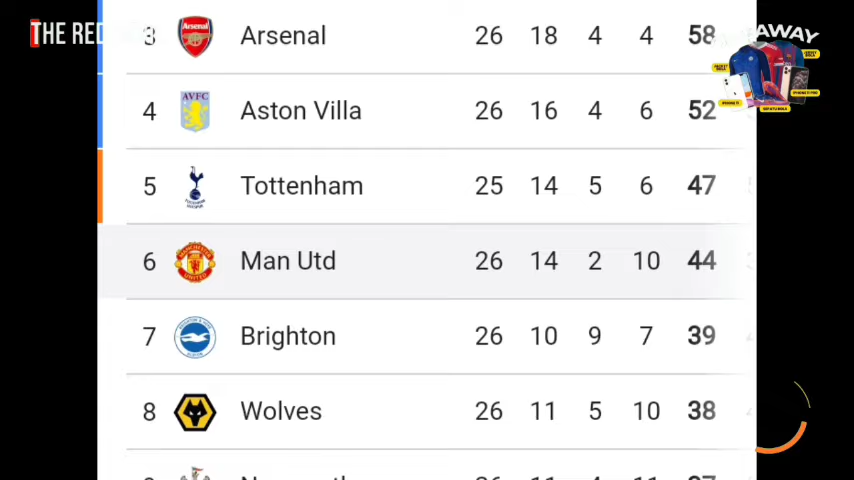 THE RED
3 Arsenal 26 18 4 4 58
AWAY
4 AVFC Aston Villa 26 16 4 6 52
5 Tottenham 25 14 5 6 47
6 Man Utd 26 14 2 10 44
7 Brighton 26 10 9 7 39
8 Wolves 26 11 5 10 38